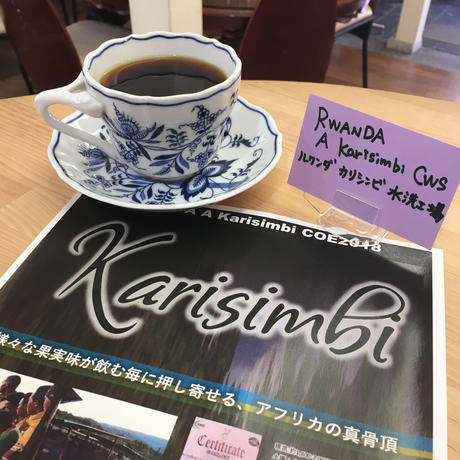 RWANDA
A Karisimbi CWS
ルワンダ カリシンビ 水洗工場
A A Karisimbi COE2018
Karisimbi
様々な果実味が飲む毎に押し寄せる、アフリカの真骨頂
Certificate